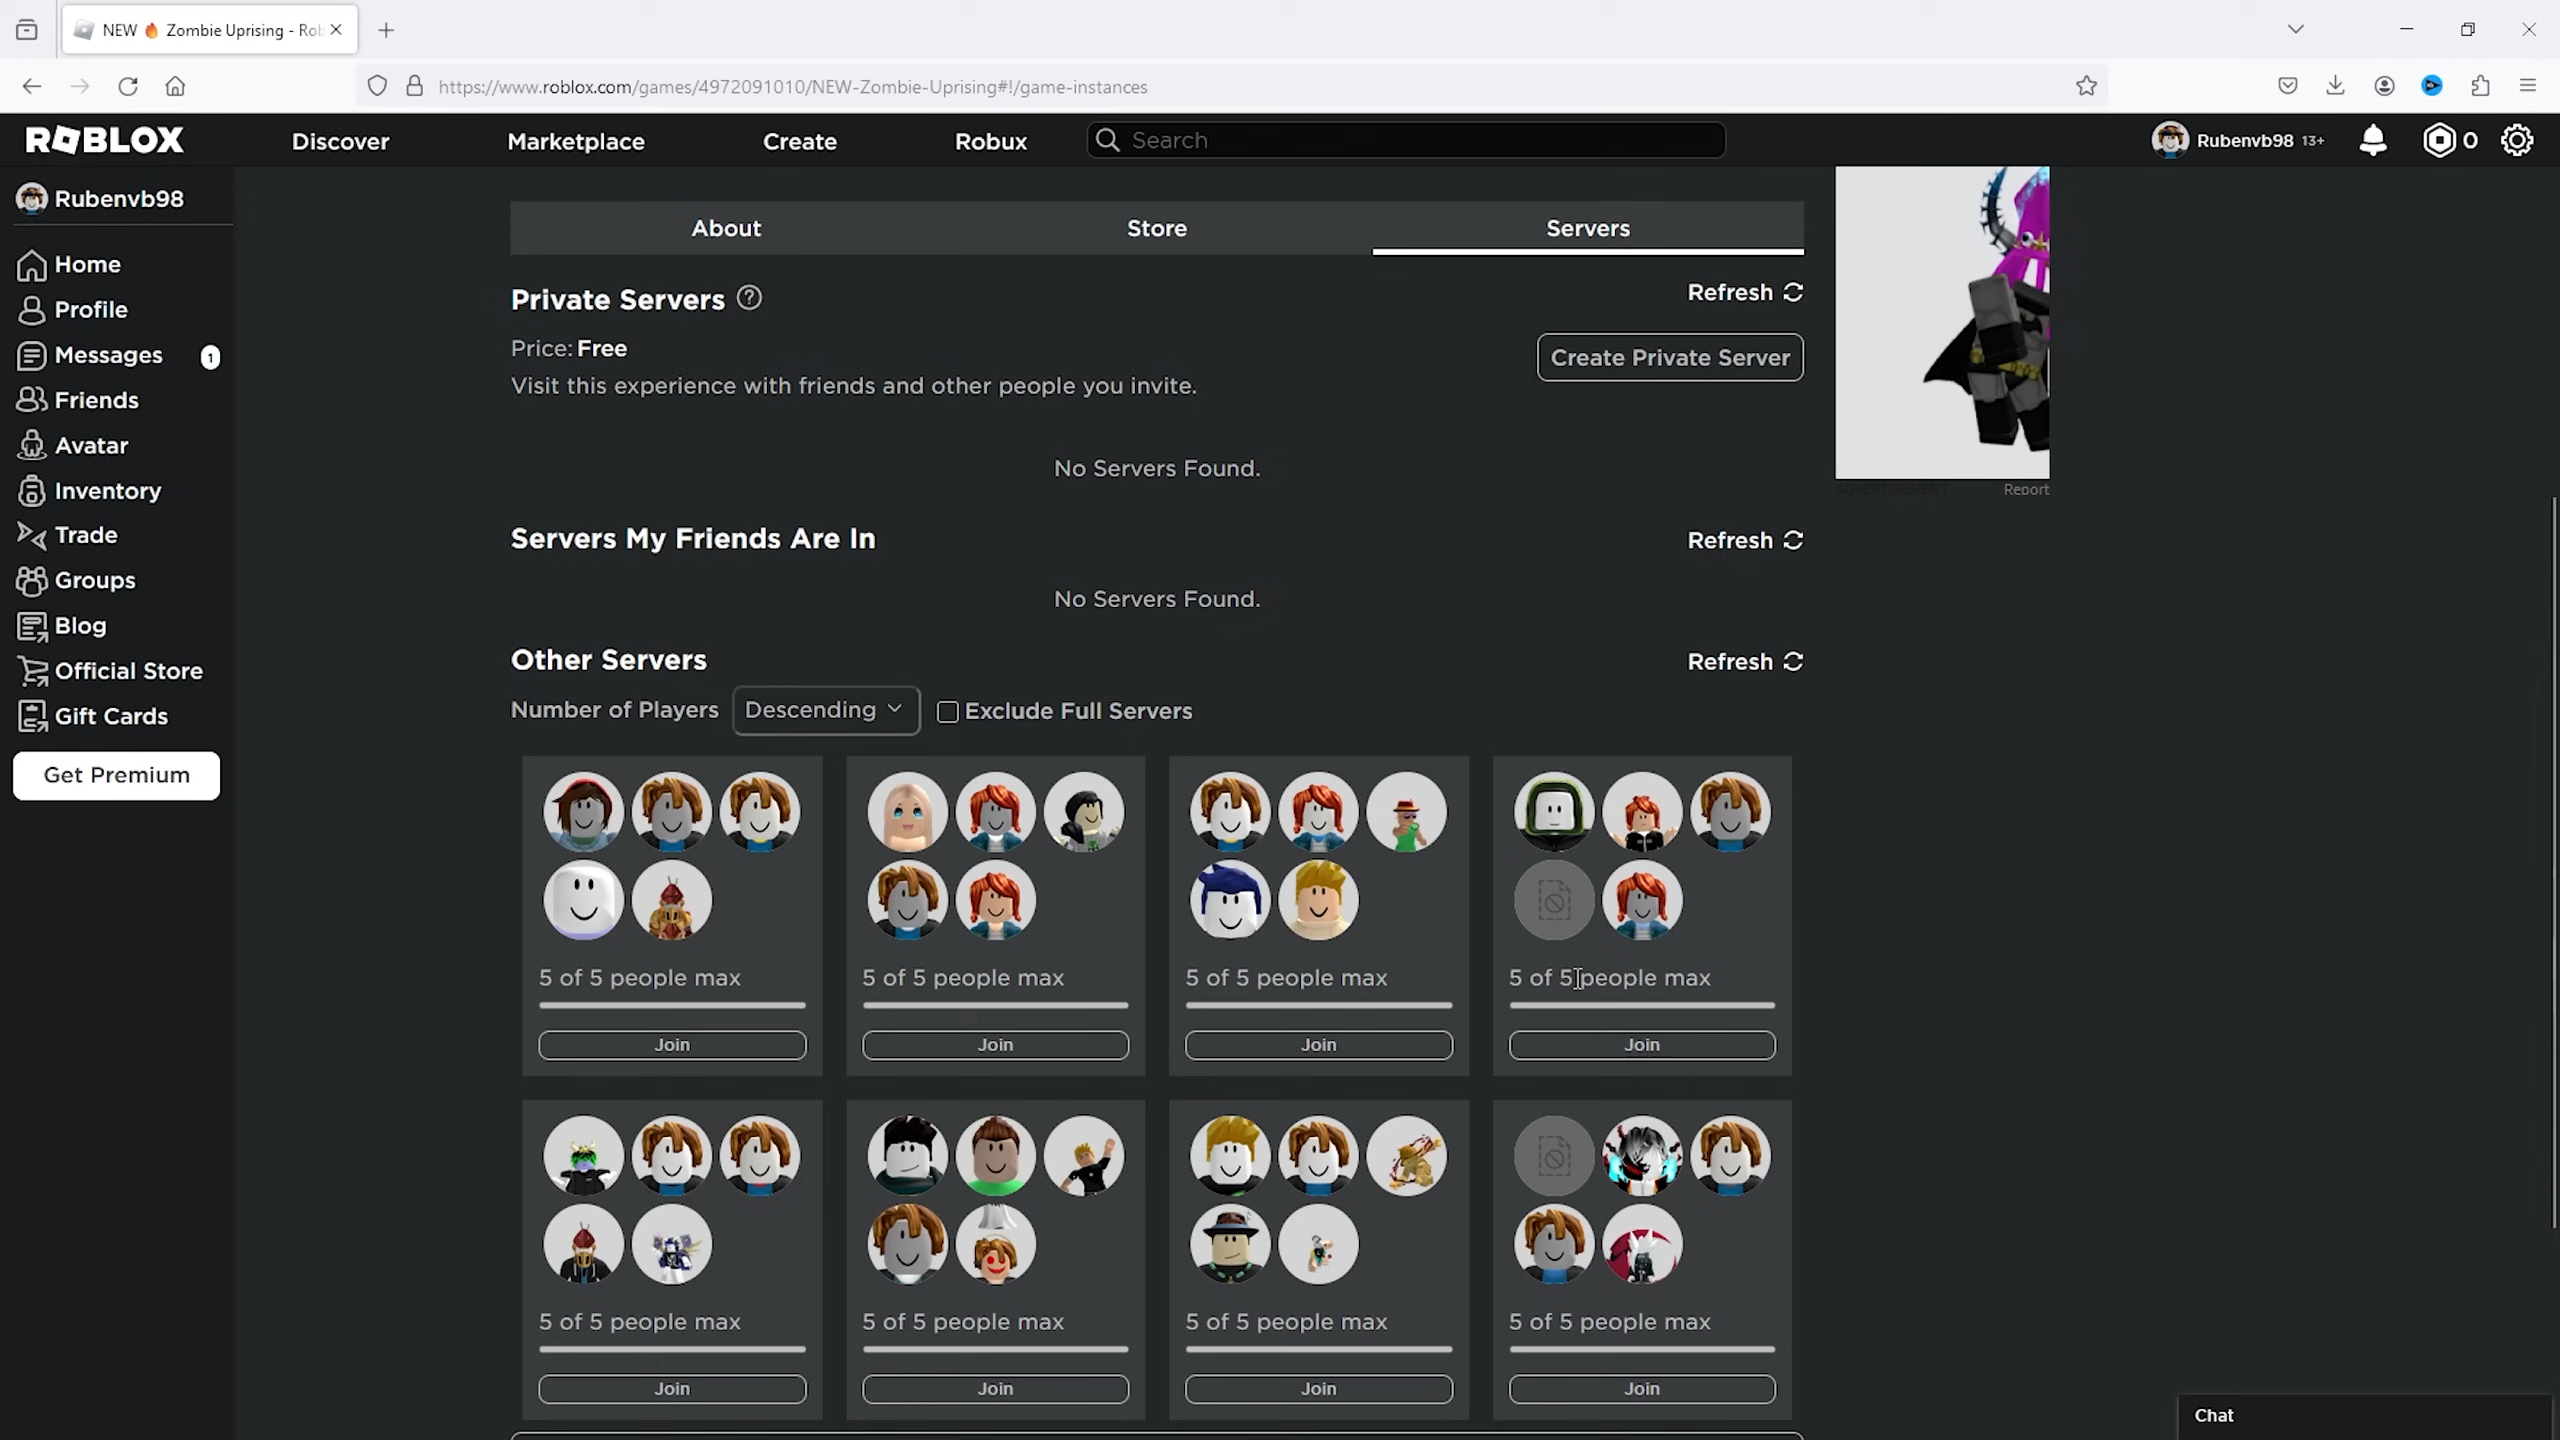 NEW 🔥 Zombie Uprising - Rob
https://www.roblox.com/games/4972091010/NEW-Zombie-Uprising#!/game-instances
ROBLOX Discover Marketplace Create Robux Search Rubenvb98 13+ 0
Rubenvb98
Home
Profile
Messages 1
Friends
Avatar
Inventory
Trade
Groups
Blog
Official Store
Gift Cards
Get Premium
About Store Servers
Private Servers Refresh
Price: Free
Create Private Server
Visit this experience with friends and other people you invite.
No Servers Found.
ADVERTISEMENT Report
Servers My Friends Are In Refresh
No Servers Found.
Other Servers Refresh
Number of Players Descending Exclude Full Servers
5 of 5 people max 5 of 5 people max 5 of 5 people max 5 of 5 people max
Join Join Join Join
5 of 5 people max 5 of 5 people max 5 of 5 people max 5 of 5 people max
Join Join Join Join
Chat